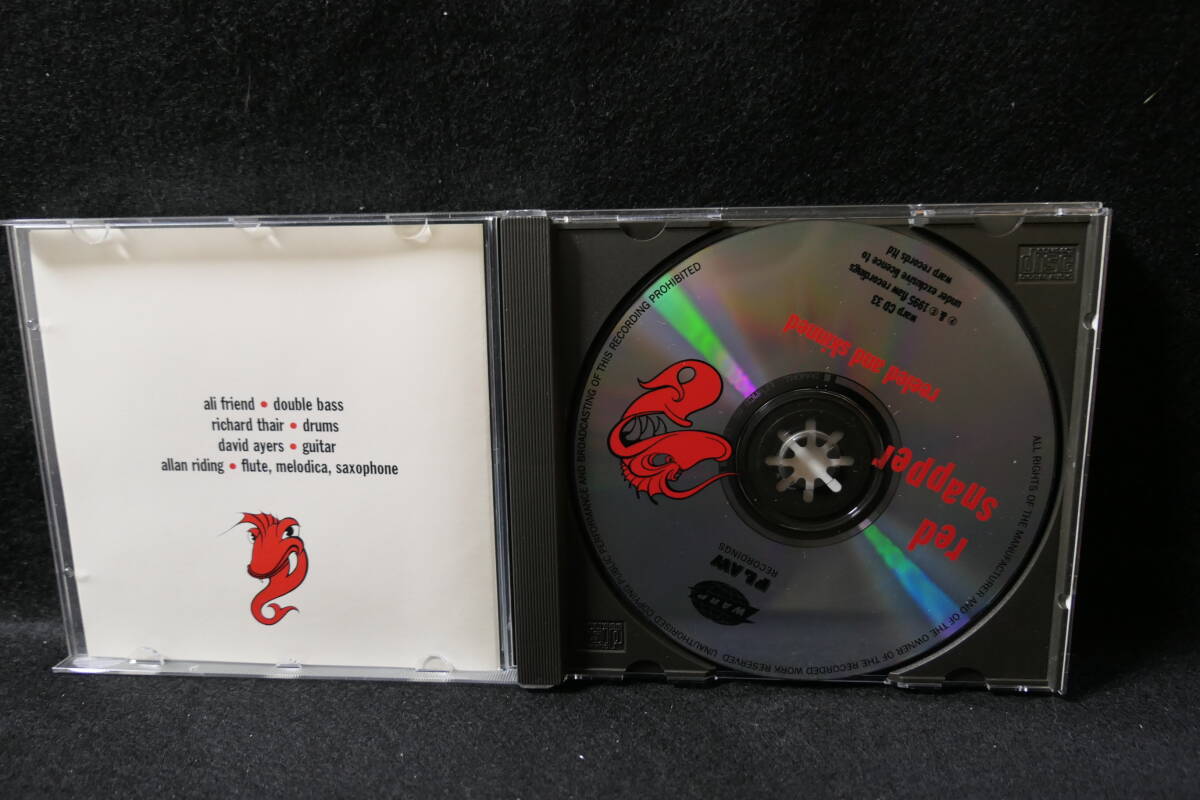 ali friend • double bass
richard thair • drums
david ayers • guitar
allan riding • flute, melodica, saxophone
red
snapper
reeled and skinned
warp CD 33
℗ & © 1995 flaw recordings
under exclusive licence to
warp records ltd
WARP
FLAW
RECORDINGS
ALL RIGHTS OF THE MANUFACTURER AND OF THE OWNER OF THE RECORDED WORK RESERVED. UNAUTHORISED COPYING PUBLIC PERFORMANCE AND BROADCASTING OF THIS RECORDING PROHIBITED
disc
disc